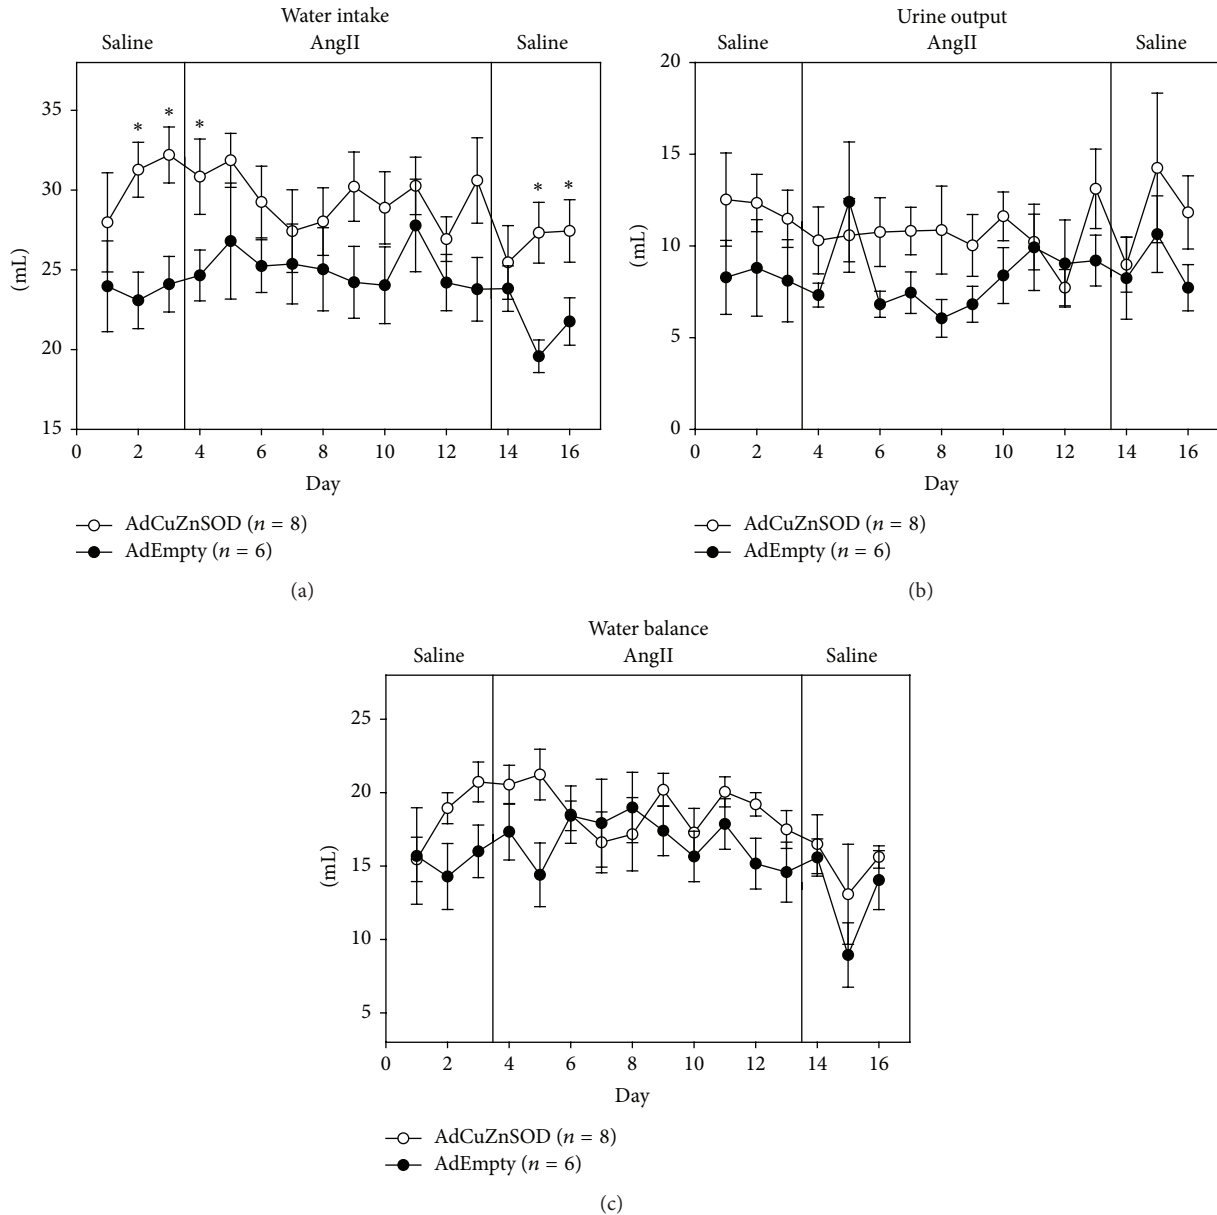 Water intake
Saline AngII Saline
* * * * *
35
30
25
20
15
(mL)
0 2 4 6 8 10 12 14 16
Day
AdCuZnSOD (n = 8)
AdEmpty (n = 6)
(a)
Urine output
Saline AngII Saline
20
15
10
5
0
(mL)
0 2 4 6 8 10 12 14 16
Day
AdCuZnSOD (n = 8)
AdEmpty (n = 6)
(b)
Water balance
Saline AngII Saline
25
20
15
10
5
(mL)
0 2 4 6 8 10 12 14 16
Day
AdCuZnSOD (n = 8)
AdEmpty (n = 6)
(c)